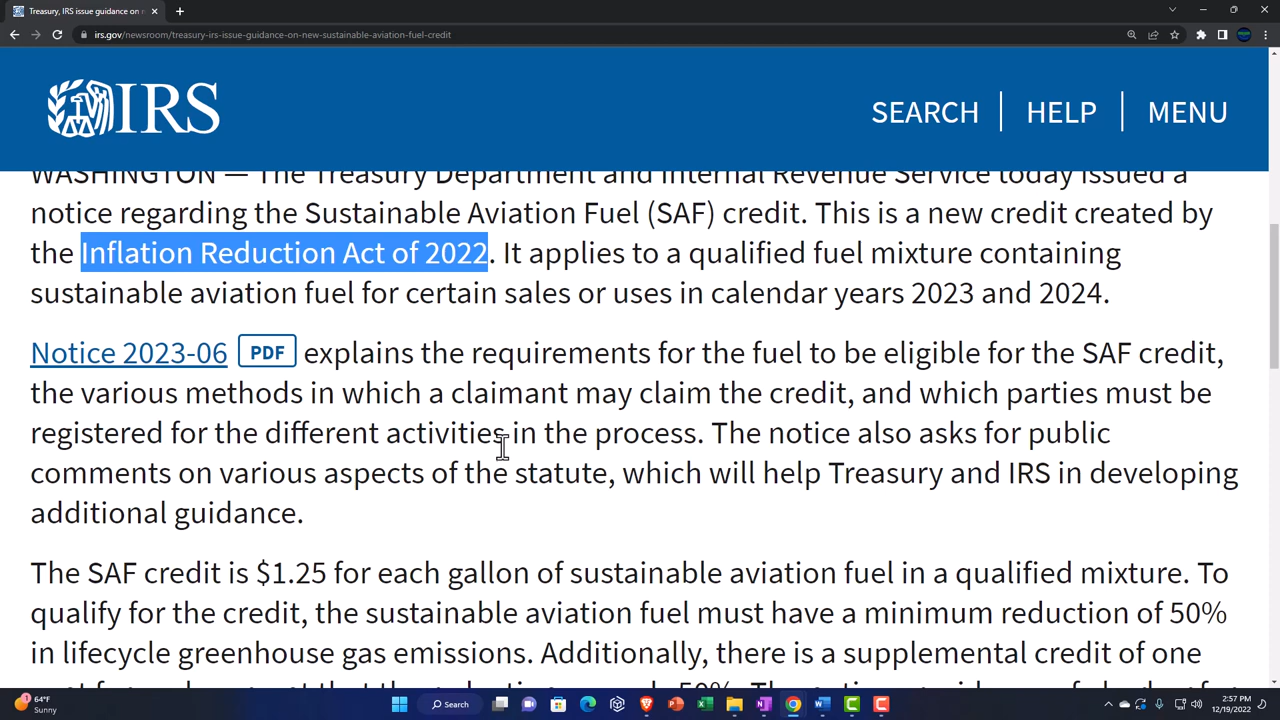 Treasury, IRS issue guidance on n
irs.gov/newsroom/treasury-irs-issue-guidance-on-new-sustainable-aviation-fuel-credit
IRS
SEARCH HELP MENU
WASHINGTON — The Treasury Department and Internal Revenue Service today issued a
notice regarding the Sustainable Aviation Fuel (SAF) credit. This is a new credit created by
the Inflation Reduction Act of 2022. It applies to a qualified fuel mixture containing
sustainable aviation fuel for certain sales or uses in calendar years 2023 and 2024.
Notice 2023-06 PDF explains the requirements for the fuel to be eligible for the SAF credit,
the various methods in which a claimant may claim the credit, and which parties must be
registered for the different activities in the process. The notice also asks for public
comments on various aspects of the statute, which will help Treasury and IRS in developing
additional guidance.
The SAF credit is $1.25 for each gallon of sustainable aviation fuel in a qualified mixture. To
qualify for the credit, the sustainable aviation fuel must have a minimum reduction of 50%
in lifecycle greenhouse gas emissions. Additionally, there is a supplemental credit of one
64°F
Sunny
Search
2:57 PM
12/19/2022